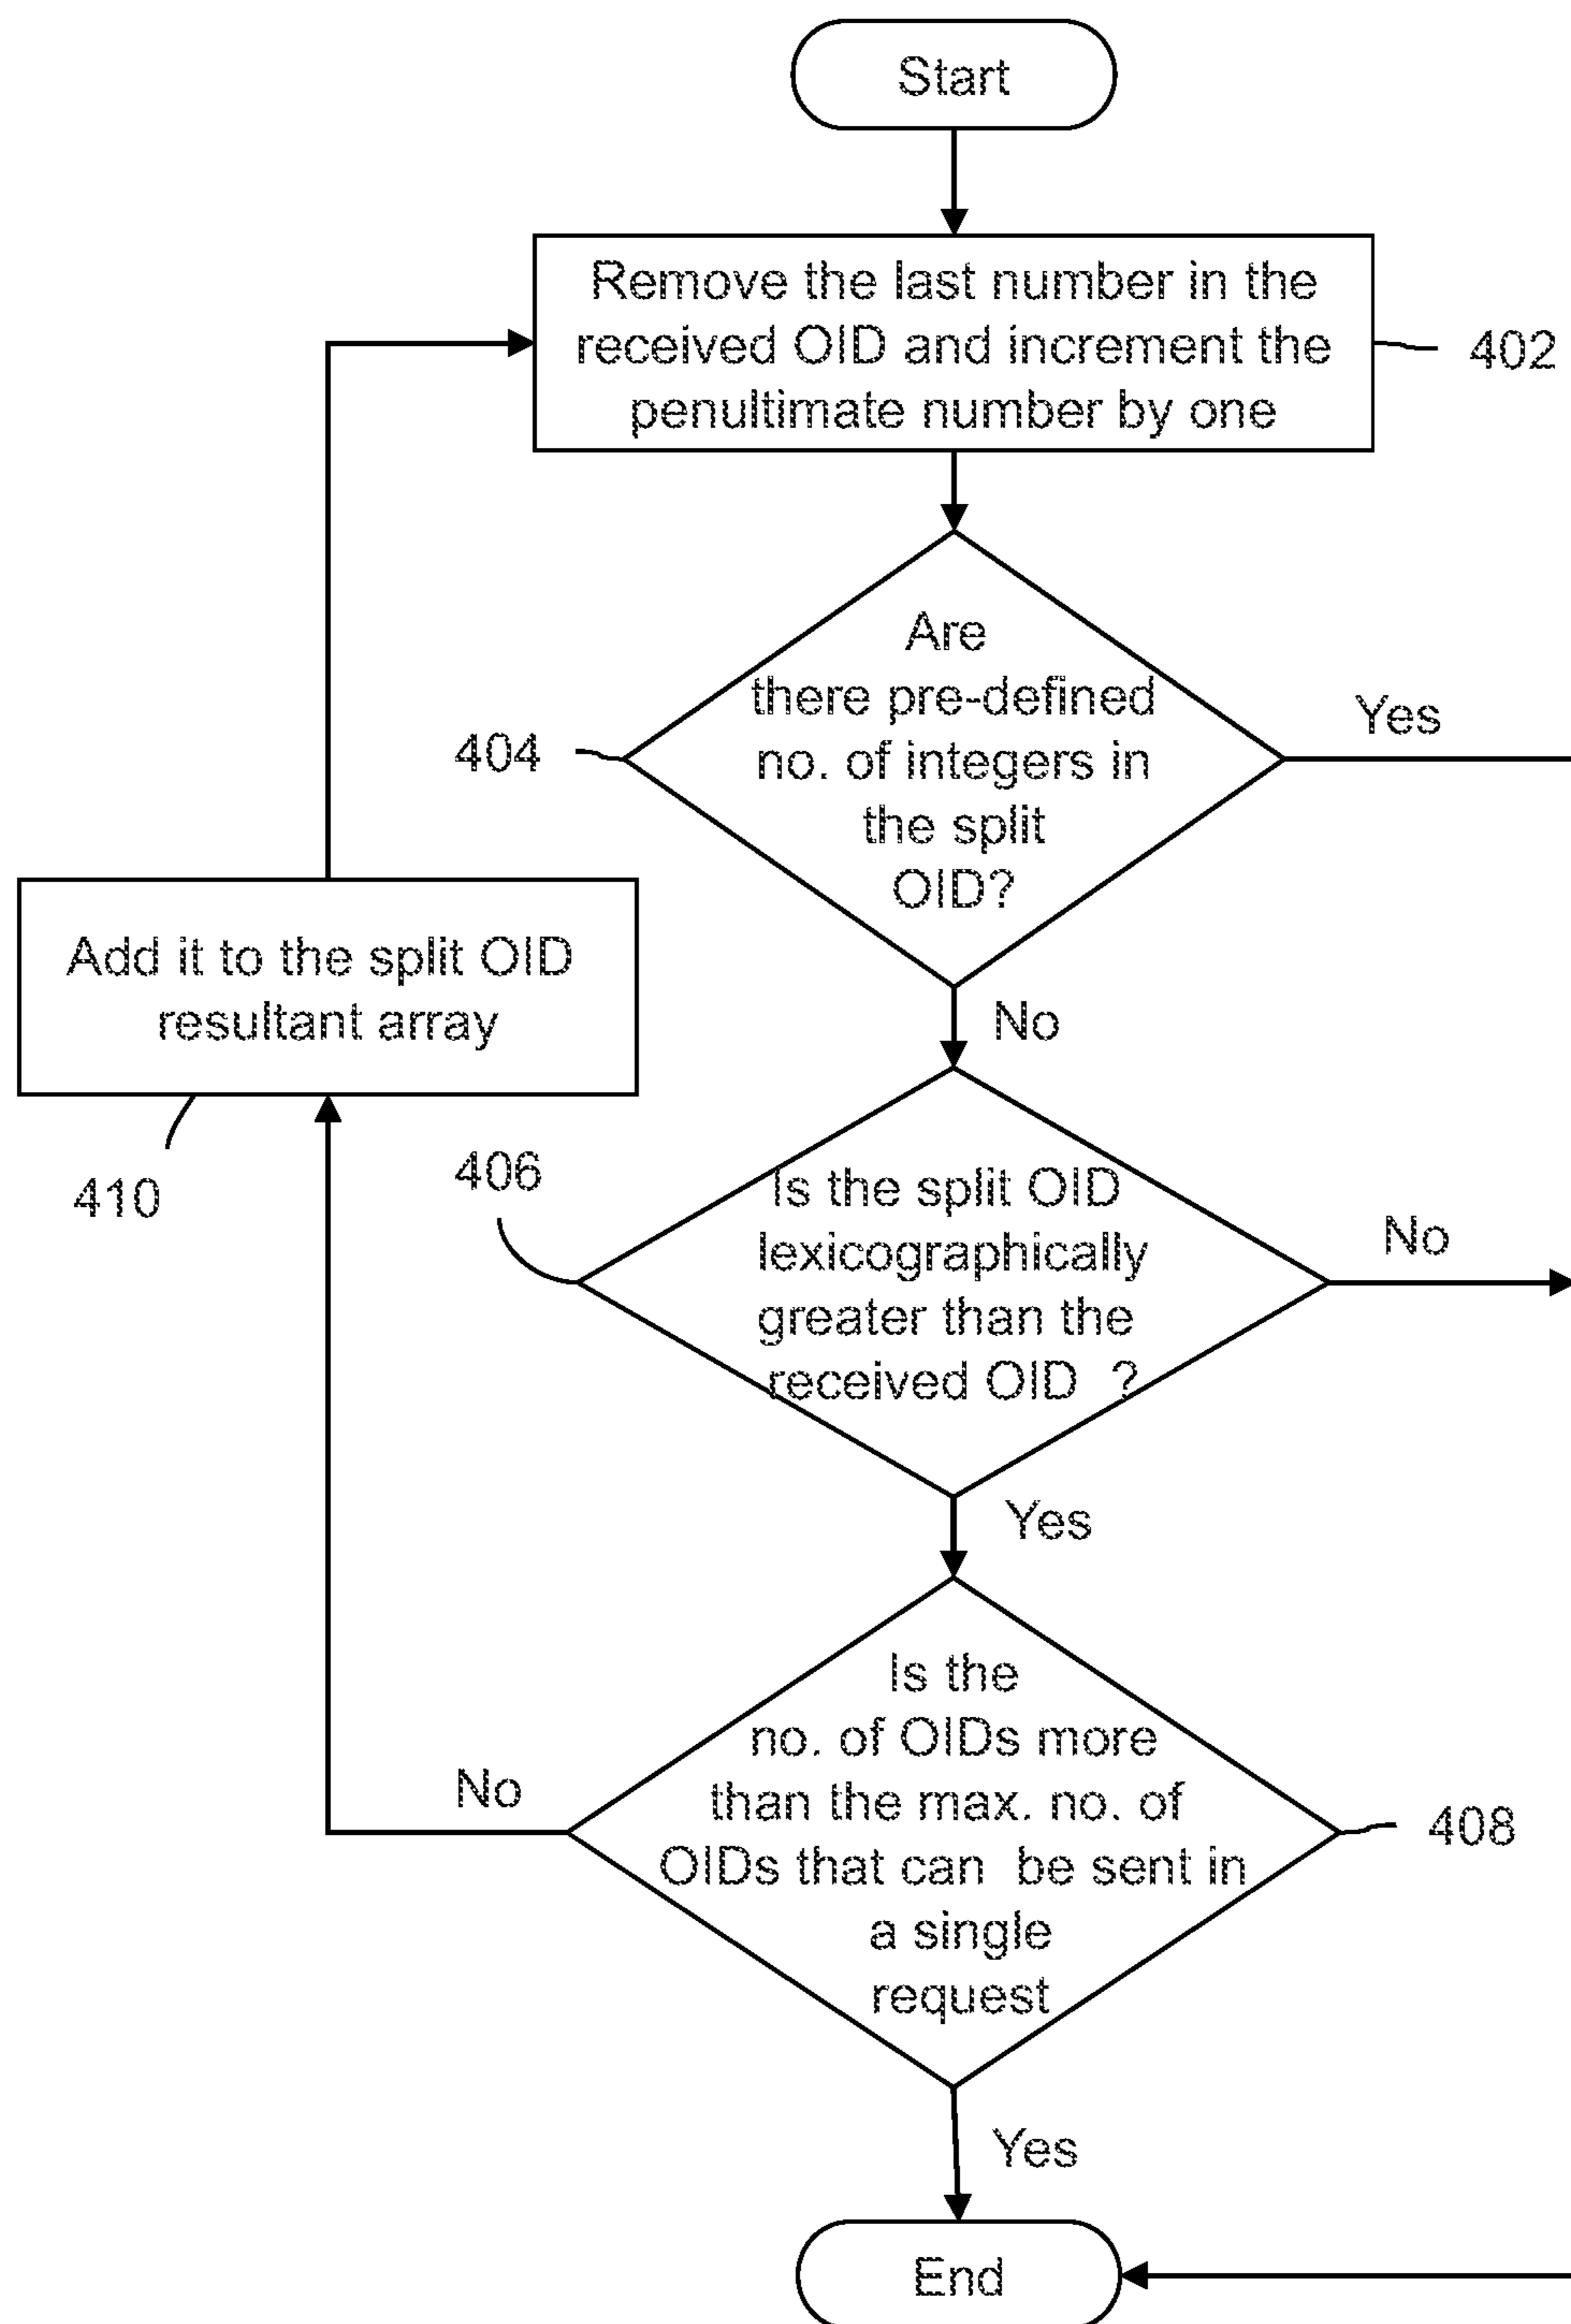 Start
Remove the last number in the
received OID and increment the
penultimate number by one
402
Are
there pre-defined
no. of integers in
the split
OID?
404
Yes
No
Add it to the split OID
resultant array
410
406
Is the split OID
lexicographically
greater than the
received OID ?
No
Yes
Is the
no. of OIDs more
than the max. no. of
OIDs that can be sent in
a single
request
No
408
Yes
End